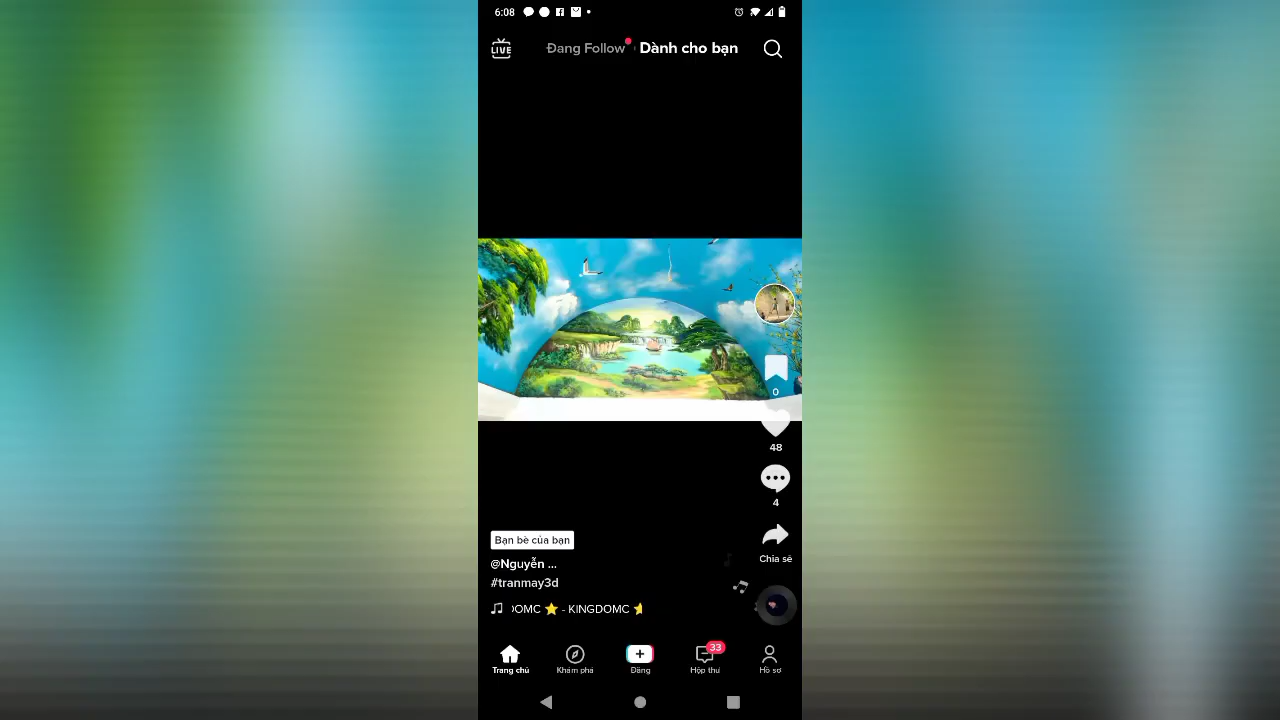 6:08
LIVE
Đang Follow
Dành cho bạn
0
48
4
Chia sẻ
Bạn bè của bạn
@Nguyễn ...
#tranmay3d
OMC ⭐ - KINGDOMC
33
Trang chủ
Khám phá
Đăng
Hộp thư
Hồ sơ